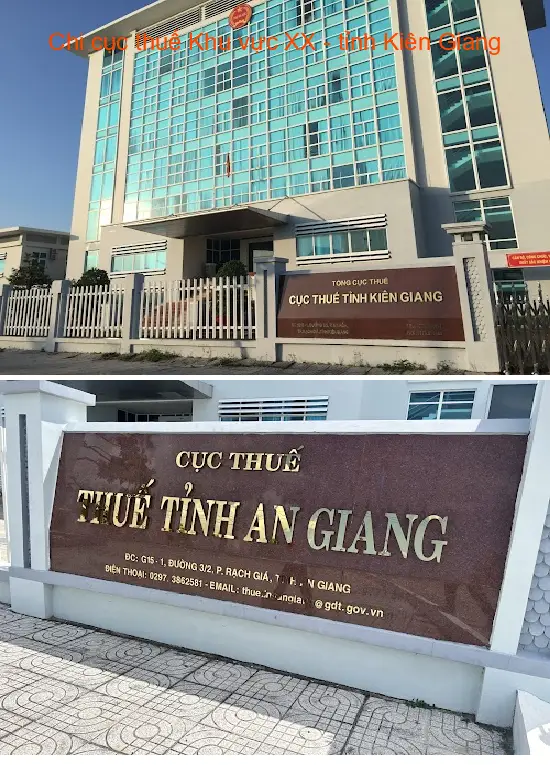 Chi cục thuế Khu vực XX - tỉnh Kiên Giang
TỔNG CỤC THUẾ
CỤC THUẾ TỈNH KIÊN GIANG
CỤC THUẾ
THUẾ TỈNH AN GIANG
ĐC: G15 - 1, ĐƯỜNG 3/2, P. RẠCH GIÁ, AN GIANG
ĐIỆN THOẠI: 0297. 3862581 - EMAIL: @gdt.gov.vn